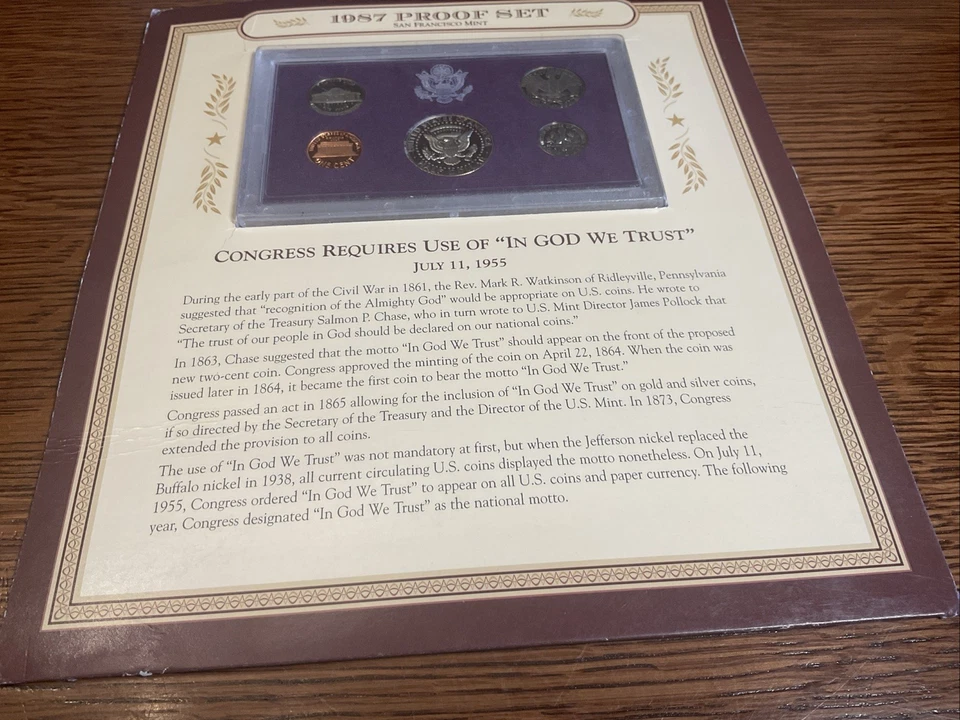 1987 PROOF SET
SAN FRANCISCO MINT
ONE CENT
CONGRESS REQUIRES USE OF “IN GOD WE TRUST”
JULY 11, 1955
During the early part of the Civil War in 1861, the Rev. Mark R. Watkinson of Ridleyville, Pennsylvania
suggested that “recognition of the Almighty God” would be appropriate on U.S. coins. He wrote to
Secretary of the Treasury Salmon P. Chase, who in turn wrote to U.S. Mint Director James Pollock that
“The trust of our people in God should be declared on our national coins.”
In 1863, Chase suggested that the motto “In God We Trust” should appear on the front of the proposed
new two-cent coin. Congress approved the minting of the coin on April 22, 1864. When the coin was
issued later in 1864, it became the first coin to bear the motto “In God We Trust.”
Congress passed an act in 1865 allowing for the inclusion of “In God We Trust” on gold and silver coins,
if so directed by the Secretary of the Treasury and the Director of the U.S. Mint. In 1873, Congress
extended the provision to all coins.
The use of “In God We Trust” was not mandatory at first, but when the Jefferson nickel replaced the
Buffalo nickel in 1938, all current circulating U.S. coins displayed the motto nonetheless. On July 11,
1955, Congress ordered “In God We Trust” to appear on all U.S. coins and paper currency. The following
year, Congress designated “In God We Trust” as the national motto.